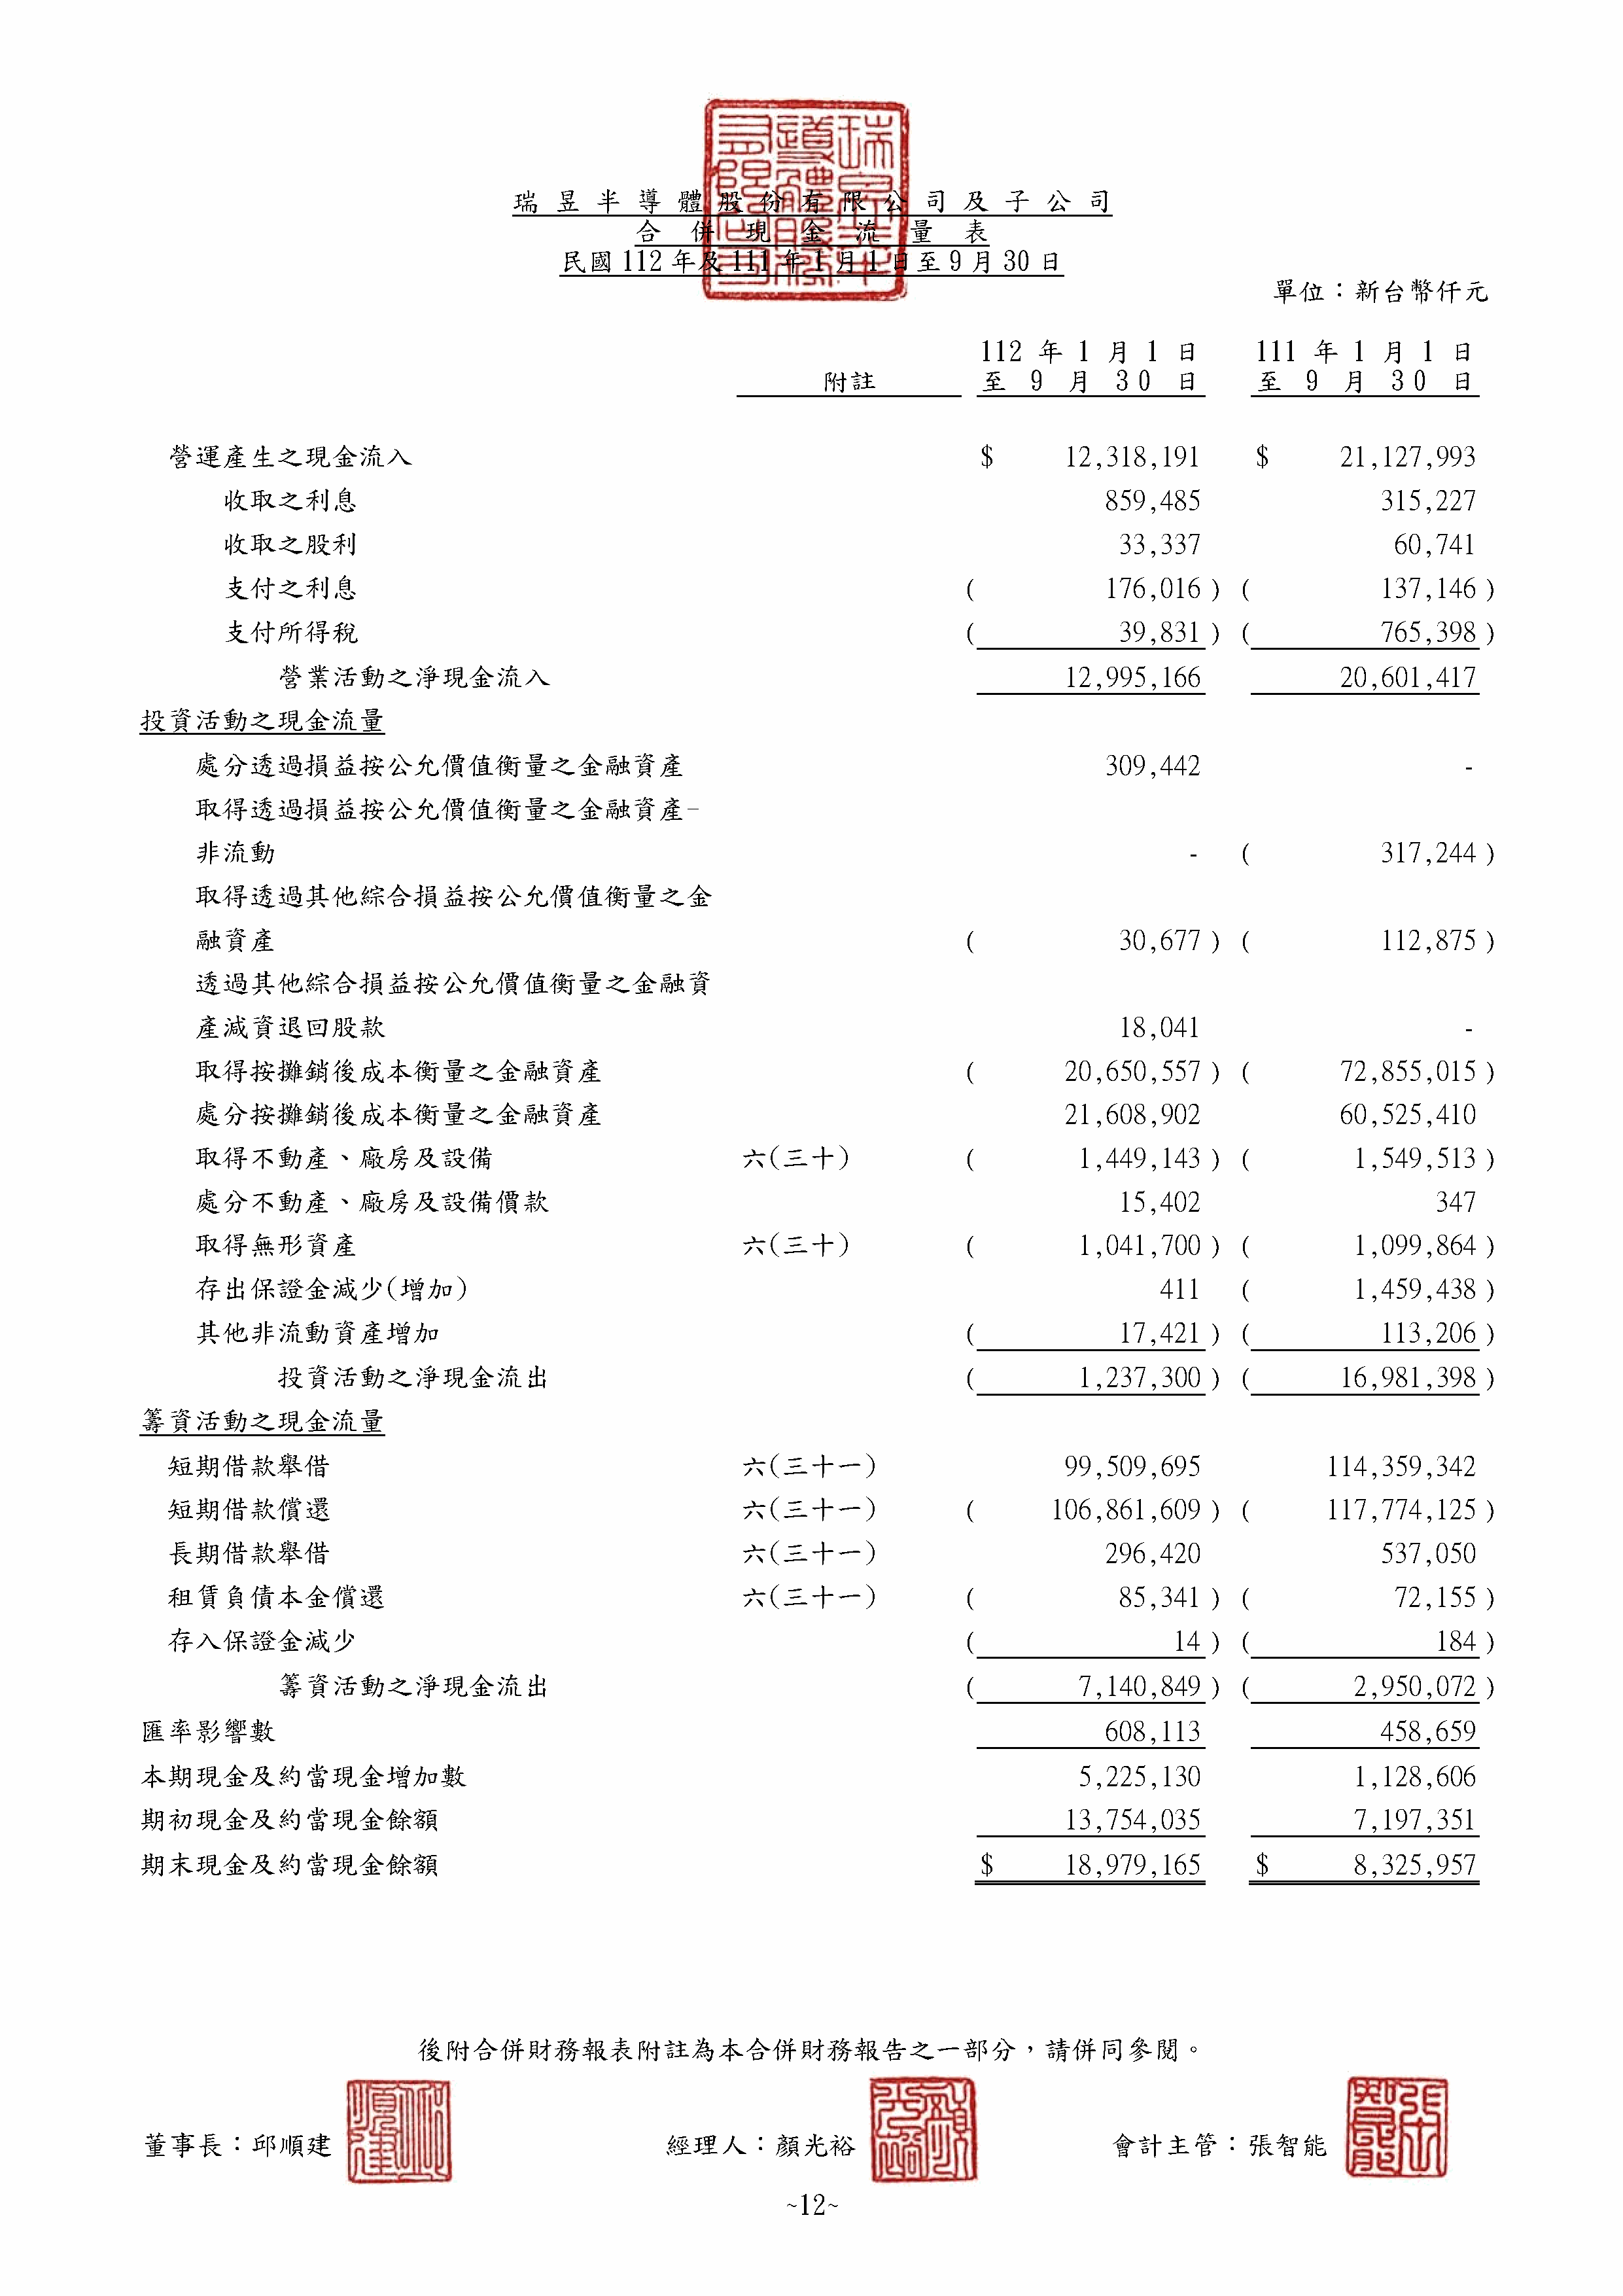 瑞昱半導體股份有限公司及子公司
合併現金流量表
民國 112 年及 111 年 1 月 1 日至 9 月 30 日
單位：新台幣仟元
112 年 1 月 1 日 111 年 1 月 1 日
附註 至 9 月 30 日 至 9 月 30 日
營運產生之現金流入 $ 12,318,191 $ 21,127,993
收取之利息 859,485 315,227
收取之股利 33,337 60,741
支付之利息 ( 176,016 ) ( 137,146 )
支付所得稅 ( 39,831 ) ( 765,398 )
營業活動之淨現金流入 12,995,166 20,601,417
投資活動之現金流量
處分透過損益按公允價值衡量之金融資產 309,442 -
取得透過損益按公允價值衡量之金融資產-
非流動 - ( 317,244 )
取得透過其他綜合損益按公允價值衡量之金
融資產 ( 30,677 ) ( 112,875 )
透過其他綜合損益按公允價值衡量之金融資
產減資退回股款 18,041 -
取得按攤銷後成本衡量之金融資產 ( 20,650,557 ) ( 72,855,015 )
處分按攤銷後成本衡量之金融資產 21,608,902 60,525,410
取得不動產、廠房及設備 六(三十) ( 1,449,143 ) ( 1,549,513 )
處分不動產、廠房及設備價款 15,402 347
取得無形資產 六(三十) ( 1,041,700 ) ( 1,099,864 )
存出保證金減少(增加) 411 ( 1,459,438 )
其他非流動資產增加 ( 17,421 ) ( 113,206 )
投資活動之淨現金流出 ( 1,237,300 ) ( 16,981,398 )
籌資活動之現金流量
短期借款舉借 六(三十一) 99,509,695 114,359,342
短期借款償還 六(三十一) ( 106,861,609 ) ( 117,774,125 )
長期借款舉借 六(三十一) 296,420 537,050
租賃負債本金償還 六(三十一) ( 85,341 ) ( 72,155 )
存入保證金減少 ( 14 ) ( 184 )
籌資活動之淨現金流出 ( 7,140,849 ) ( 2,950,072 )
匯率影響數 608,113 458,659
本期現金及約當現金增加數 5,225,130 1,128,606
期初現金及約當現金餘額 13,754,035 7,197,351
期末現金及約當現金餘額 $ 18,979,165 $ 8,325,957
後附合併財務報表附註為本合併財務報告之一部分，請併同參閱。
董事長：邱順建 經理人：顏光裕 會計主管：張智能
~12~